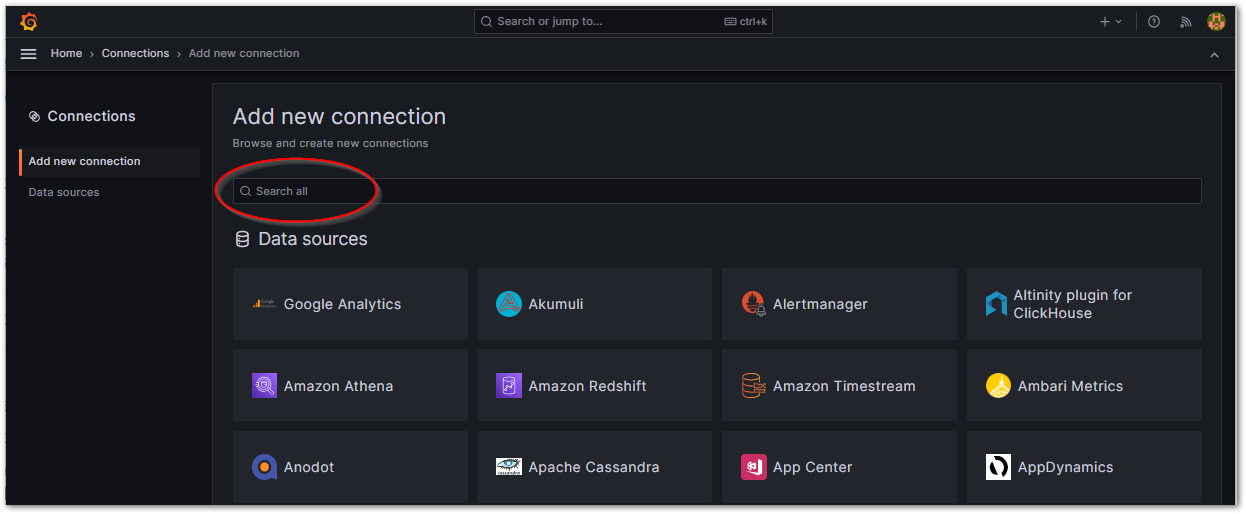 Search or jump to...
ctrl+k
Home › Connections › Add new connection
Connections
Add new connection
Data sources
Add new connection
Browse and create new connections
Search all
Data sources
Google Analytics
Akumuli
Alertmanager
Altinity plugin for
ClickHouse
Amazon Athena
Amazon Redshift
Amazon Timestream
Ambari Metrics
Anodot
Apache Cassandra
App Center
AppDynamics